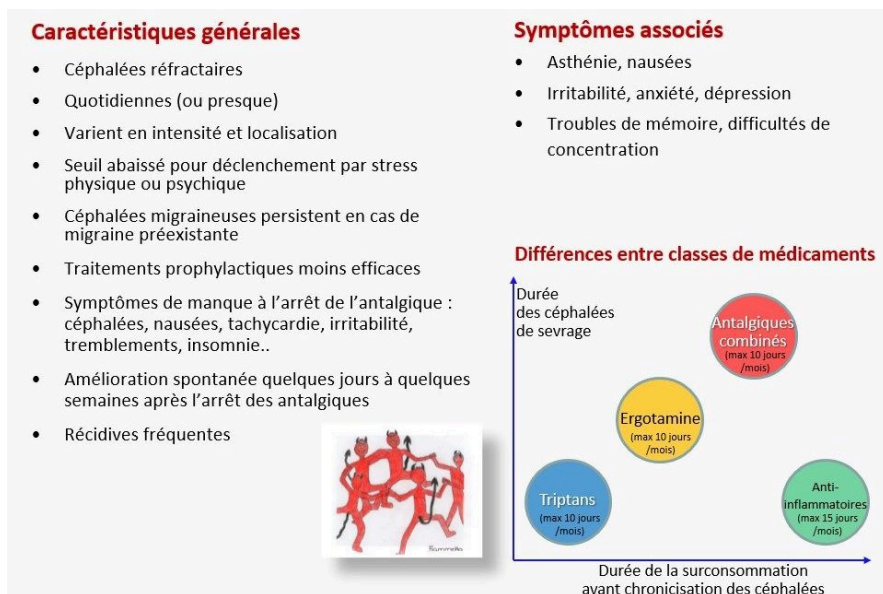 Caractéristiques générales
• Céphalées réfractaires
• Quotidiennes (ou presque)
• Varient en intensité et localisation
• Seuil abaissé pour déclenchement par stress
physique ou psychique
• Céphalées migraineuses persistent en cas de
migraine préexistante
• Traitements prophylactiques moins efficaces
• Symptômes de manque à l’arrêt de l’antalgique :
céphalées, nausées, tachycardie, irritabilité,
tremblements, insomnie..
• Amélioration spontanée quelques jours à quelques
semaines après l’arrêt des antalgiques
• Récidives fréquentes
Symptômes associés
• Asthénie, nausées
• Irritabilité, anxiété, dépression
• Troubles de mémoire, difficultés de
concentration
Différences entre classes de médicaments
Durée
des céphalées
de sevrage
Antalgiques
combinés
(max 10 jours
/mois)
Ergotamine
(max 10 jours
/mois)
Triptans
(max 10 jours
/mois)
Anti-
inflammatoires
(max 15 jours
/mois)
Durée de la surconsommation
avant chronicisation des céphalées